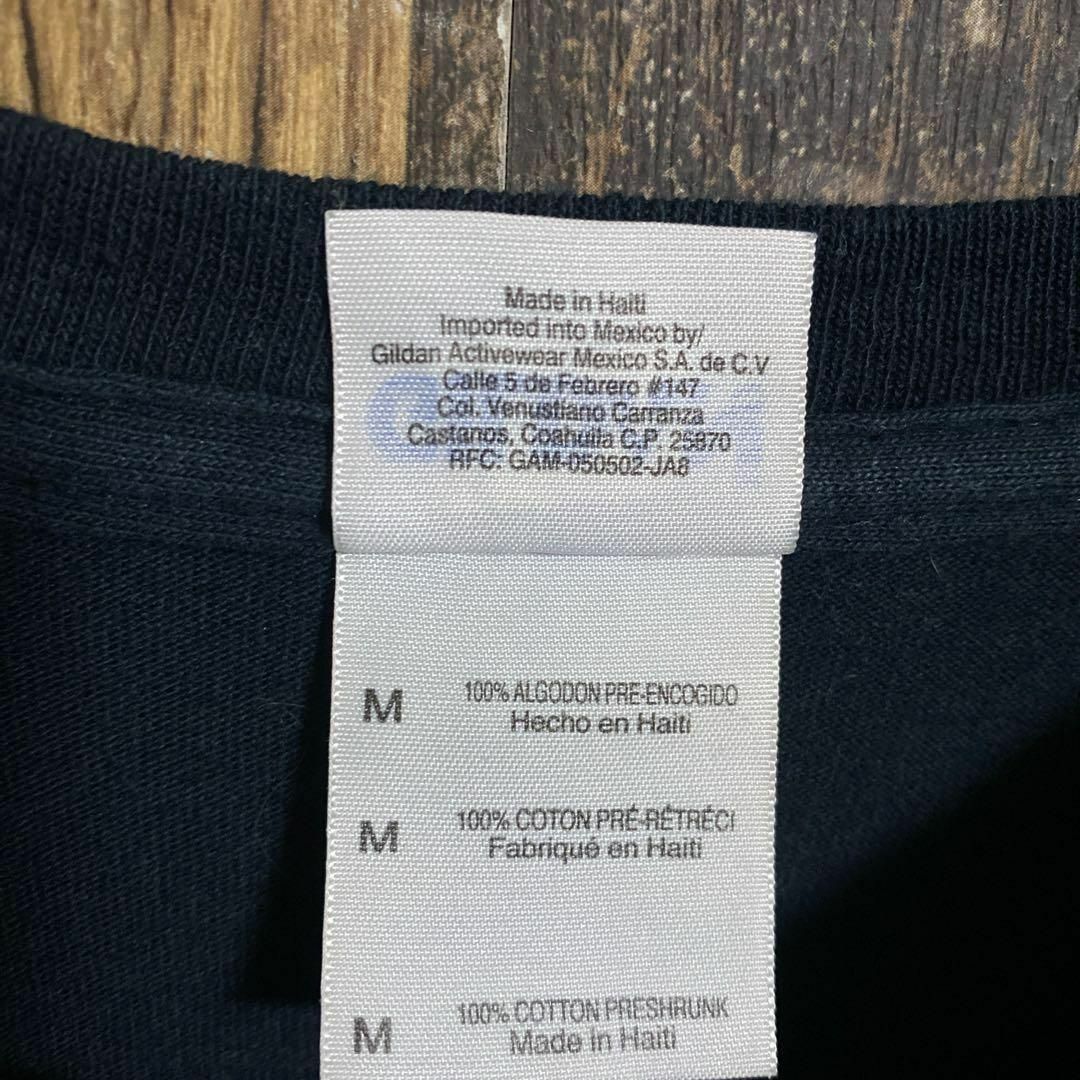 Made in Haiti
Imported into Mexico by/
Gildan Activewear Mexico S.A. de C.V
Calle 5 de Febrero #147
Col. Venustiano Carranza
Castanos, Coahuila C.P. 25870
RFC: GAM-050502-JA8
M 100% ALGODON PRE-ENCOGIDO
Hecho en Haiti
M 100% COTON PRÉ-RÉTRÉCI
Fabriqué en Haiti
M 100% COTTON PRESHRUNK
Made in Haiti